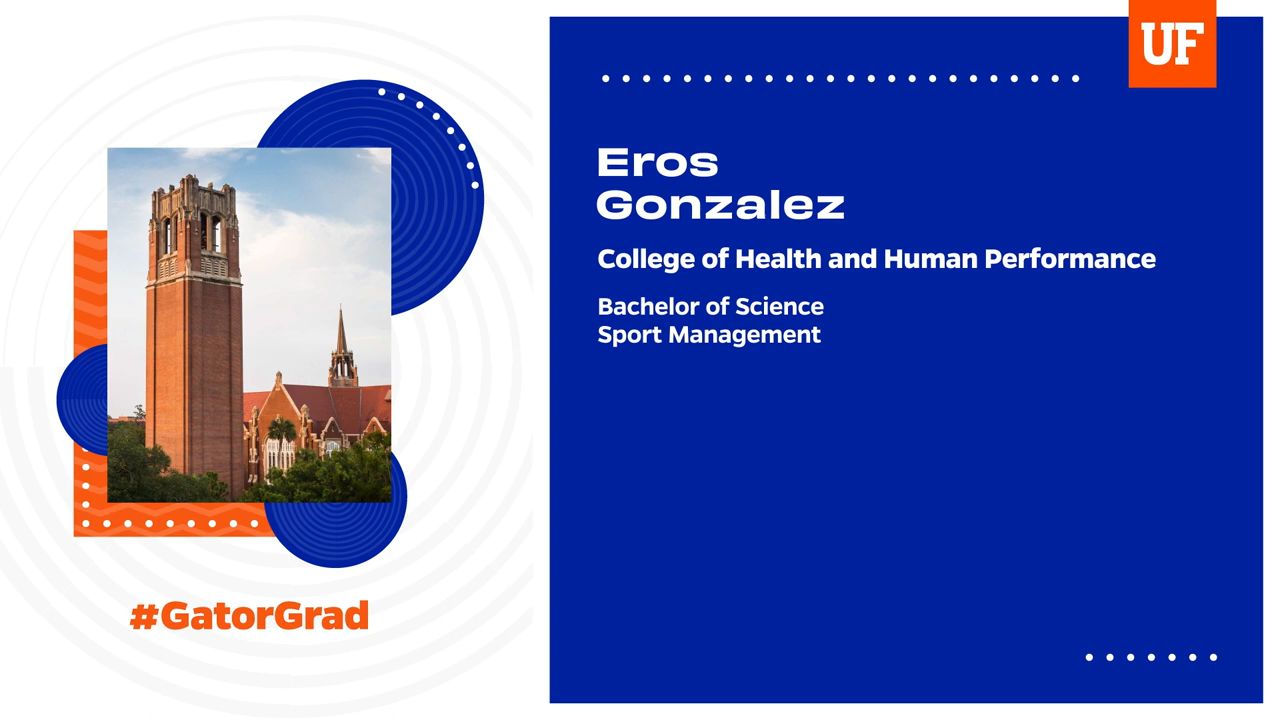 UF
Eros
Gonzalez
College of Health and Human Performance
Bachelor of Science
Sport Management
#GatorGrad